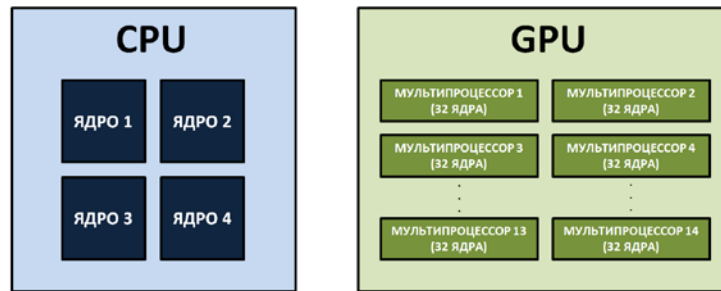 CPU
ЯДРО 1
ЯДРО 2
ЯДРО 3
ЯДРО 4
GPU
МУЛЬТИПРОЦЕССОР 1
(32 ЯДРА)
МУЛЬТИПРОЦЕССОР 2
(32 ЯДРА)
МУЛЬТИПРОЦЕССОР 3
(32 ЯДРА)
МУЛЬТИПРОЦЕССОР 4
(32 ЯДРА)
МУЛЬТИПРОЦЕССОР 13
(32 ЯДРА)
МУЛЬТИПРОЦЕССОР 14
(32 ЯДРА)